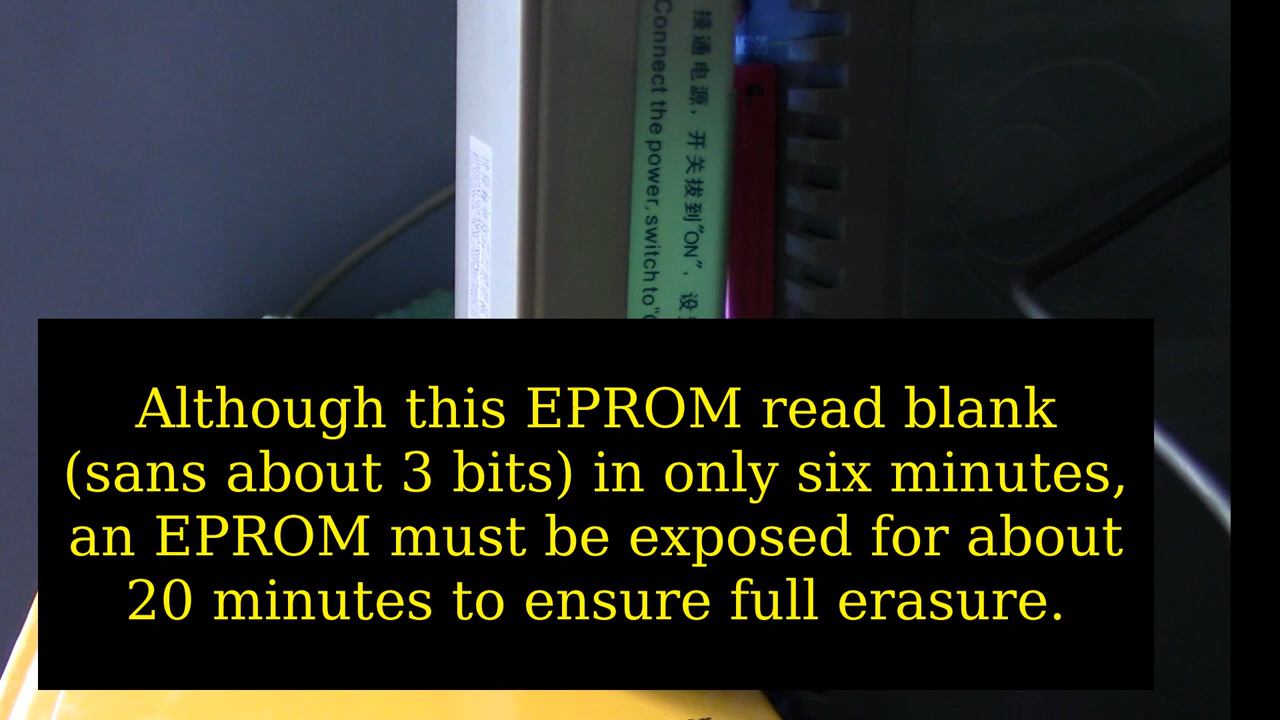 接通电源，开关拔到"ON"，设
Connect the power, switch to "
Although this EPROM read blank
(sans about 3 bits) in only six minutes,
an EPROM must be exposed for about
20 minutes to ensure full erasure.